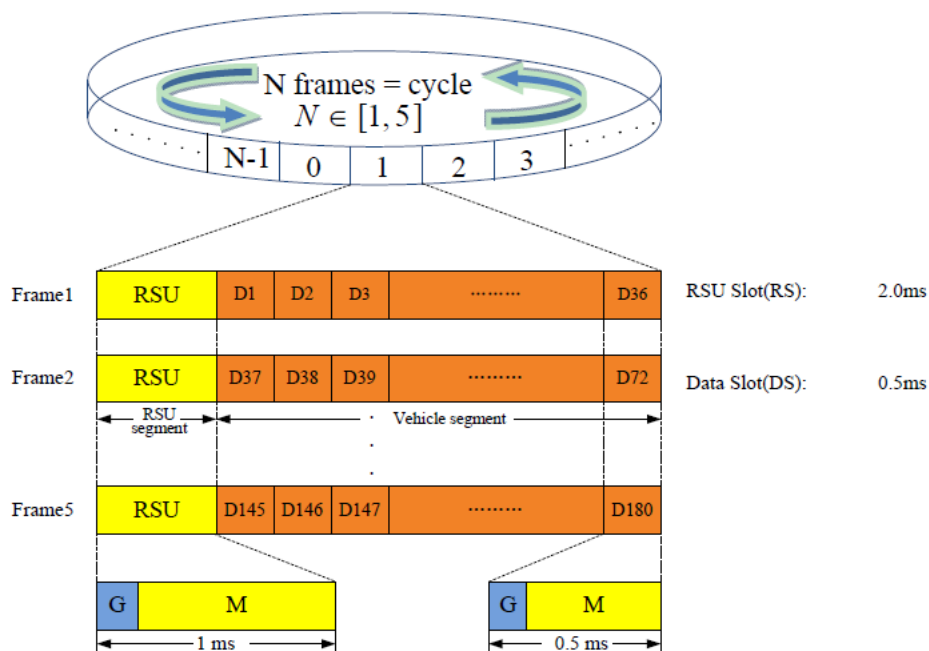 N frames = cycle
N ∈ [1, 5]
. . . . . . N-1 0 1 2 3 . . . . . .
Frame1 RSU D1 D2 D3 ......... D36 RSU Slot(RS): 2.0ms
Frame2 RSU D37 D38 D39 ......... D72 Data Slot(DS): 0.5ms
RSU segment Vehicle segment
.
.
.
Frame5 RSU D145 D146 D147 ......... D180
G M G M
1 ms 0.5 ms